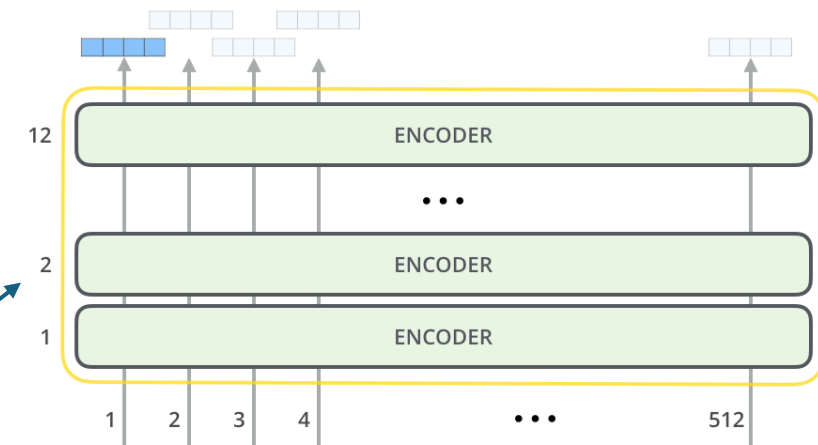 12 ENCODER
...
2 ENCODER
1 ENCODER
1 2 3 4 ... 512